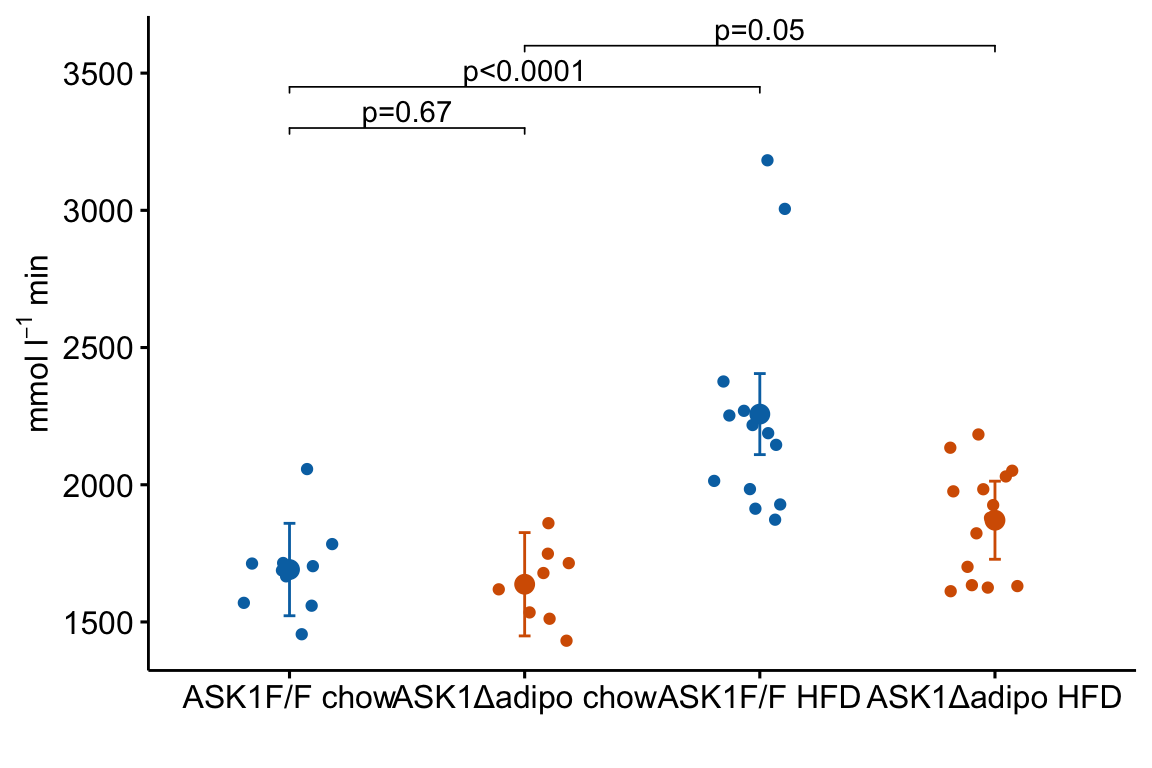 p=0.05
p<0.0001
p=0.67
3500
3000
2500
2000
1500
mmol l⁻¹ min
ASK1F/F chow ASK1Δadipo chow ASK1F/F HFD ASK1Δadipo HFD